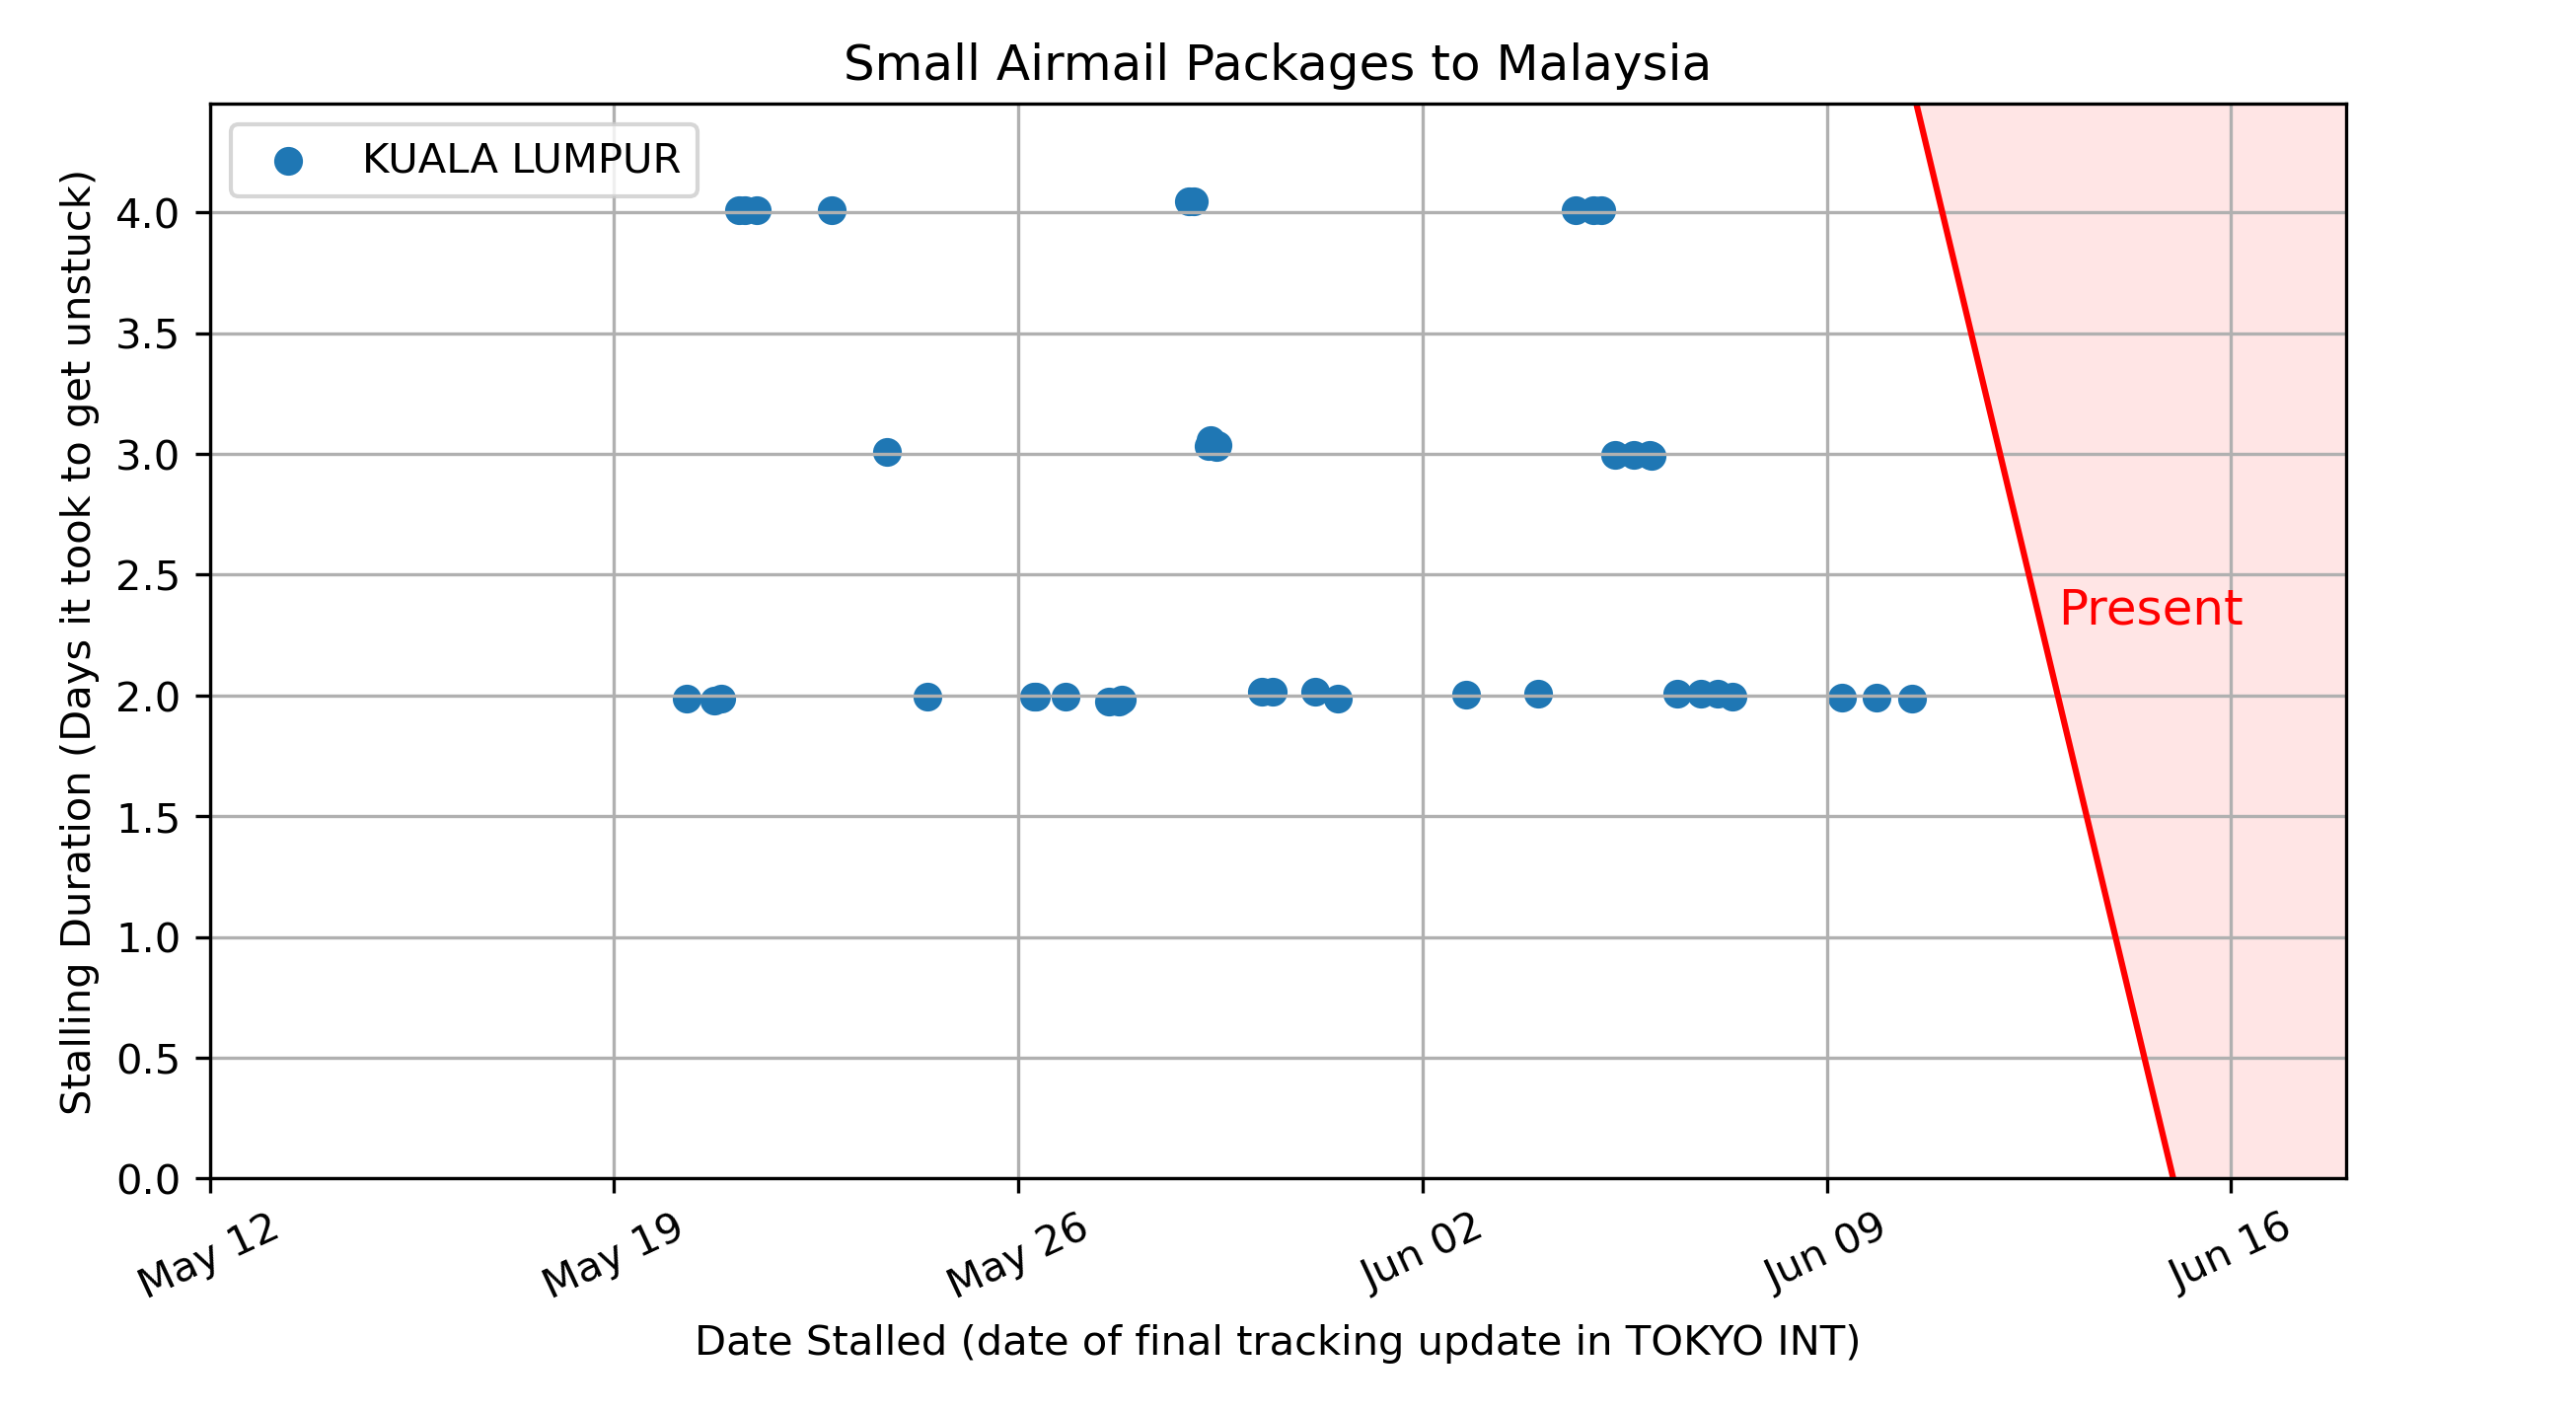 Small Airmail Packages to Malaysia
KUALA LUMPUR
Stalling Duration (Days it took to get unstuck)
4.0
3.5
3.0
2.5
2.0
1.5
1.0
0.5
0.0
Present
May 12
May 19
May 26
Jun 02
Jun 09
Jun 16
Date Stalled (date of final tracking update in TOKYO INT)